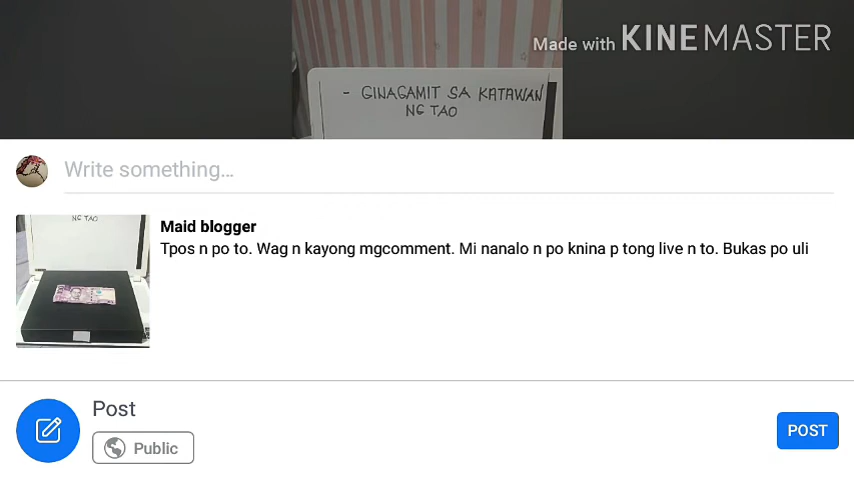 Made with KINEMASTER
- GINAGAMIT SA KATAWAN
NG TAO
Write something...
NG TAO
Maid blogger
Tpos n po to. Wag n kayong mgcomment. Mi nanalo n po knina p tong live n to. Bukas po uli
Post
Public
POST